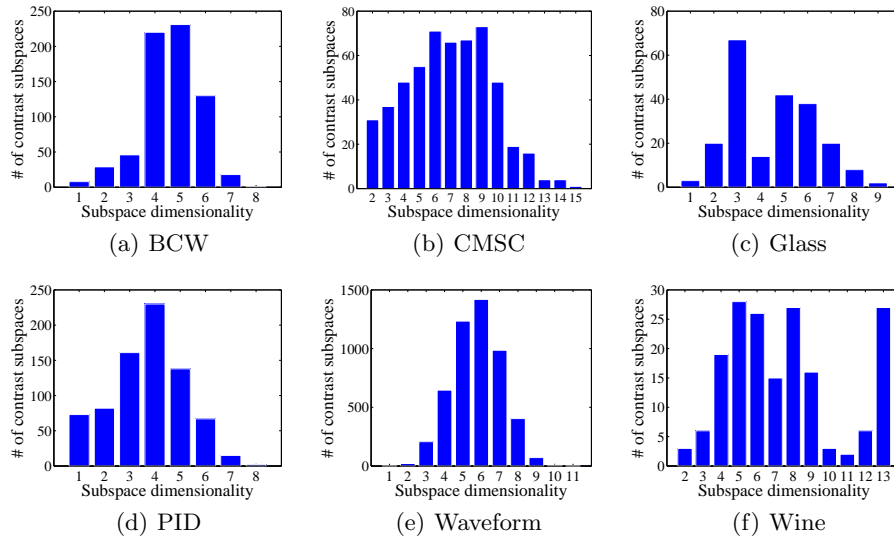 250
200
150
100
50
0
# of contrast subspaces
1 2 3 4 5 6 7 8
Subspace dimensionality
(a) BCW
80
60
40
20
0
# of contrast subspaces
2 3 4 5 6 7 8 9 10 11 12 13 14 15
Subspace dimensionality
(b) CMSC
80
60
40
20
0
# of contrast subspaces
1 2 3 4 5 6 7 8 9
Subspace dimensionality
(c) Glass
250
200
150
100
50
0
# of contrast subspaces
1 2 3 4 5 6 7 8
Subspace dimensionality
(d) PID
1500
1000
500
0
# of contrast subspaces
1 2 3 4 5 6 7 8 9 10 11
Subspace dimensionality
(e) Waveform
30
25
20
15
10
5
0
# of contrast subspaces
2 3 4 5 6 7 8 9 10 11 12 13
Subspace dimensionality
(f) Wine